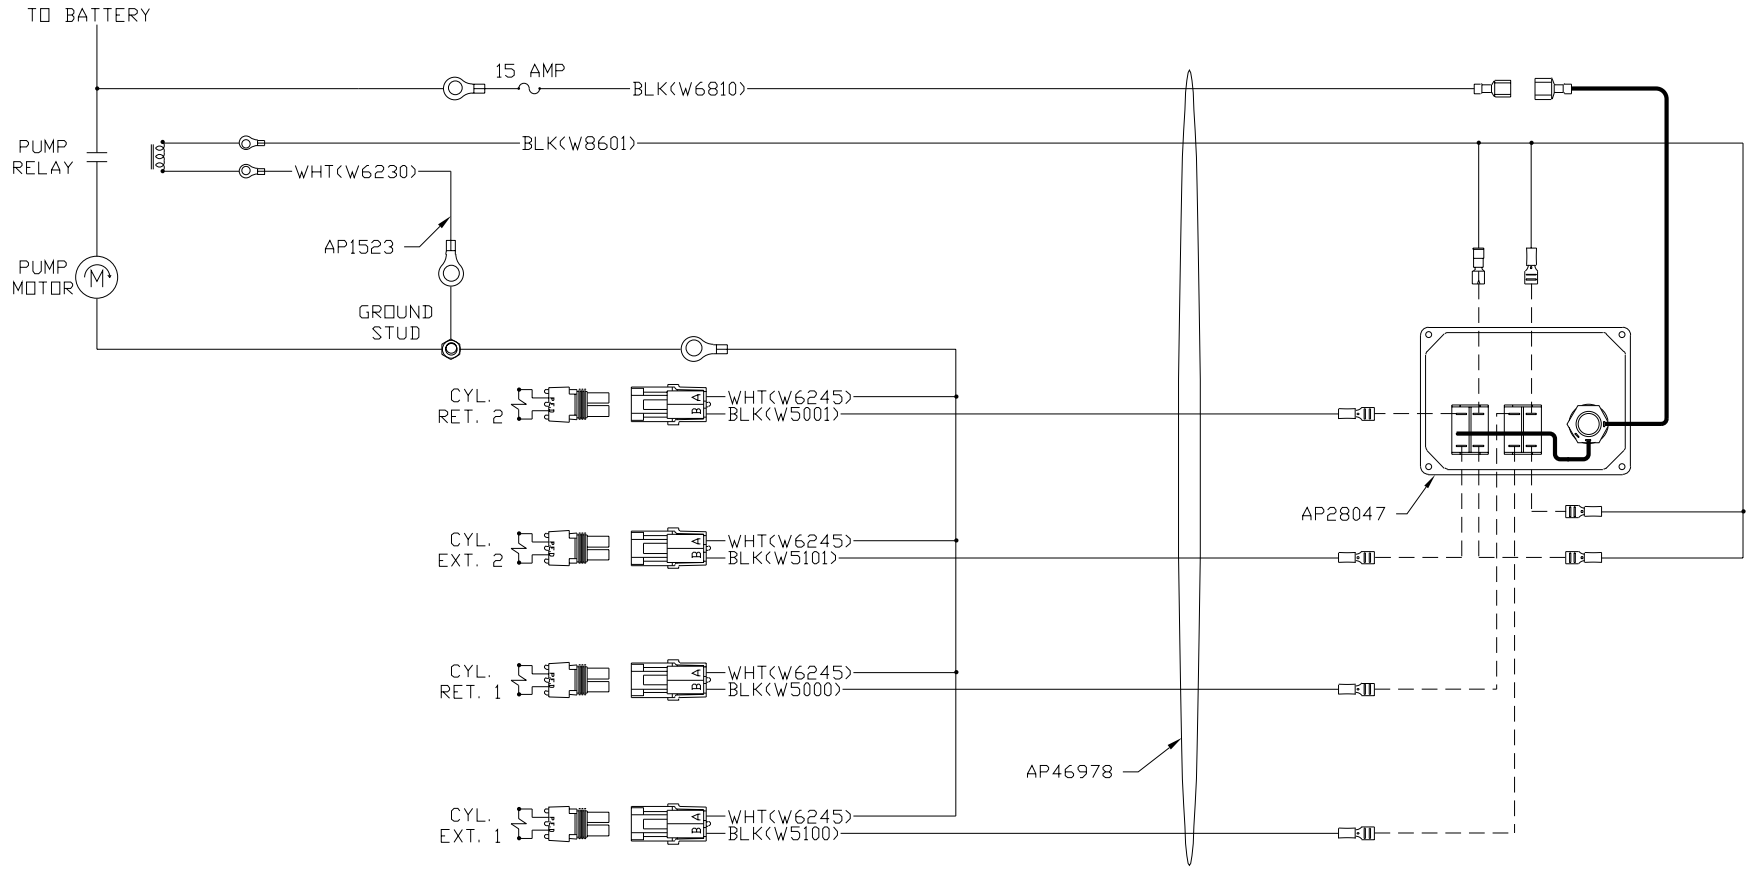 TO BATTERY
15 AMP
BLK(W6810)
PUMP
RELAY
BLK(W8601)
WHT(W6230)
AP1523
PUMP
MOTOR
M
GROUND
STUD
CYL.
RET. 2
A
B
WHT(W6245)
BLK(W5001)
AP28047
CYL.
EXT. 2
A
B
WHT(W6245)
BLK(W5101)
CYL.
RET. 1
A
B
WHT(W6245)
BLK(W5000)
AP46978
CYL.
EXT. 1
A
B
WHT(W6245)
BLK(W5100)